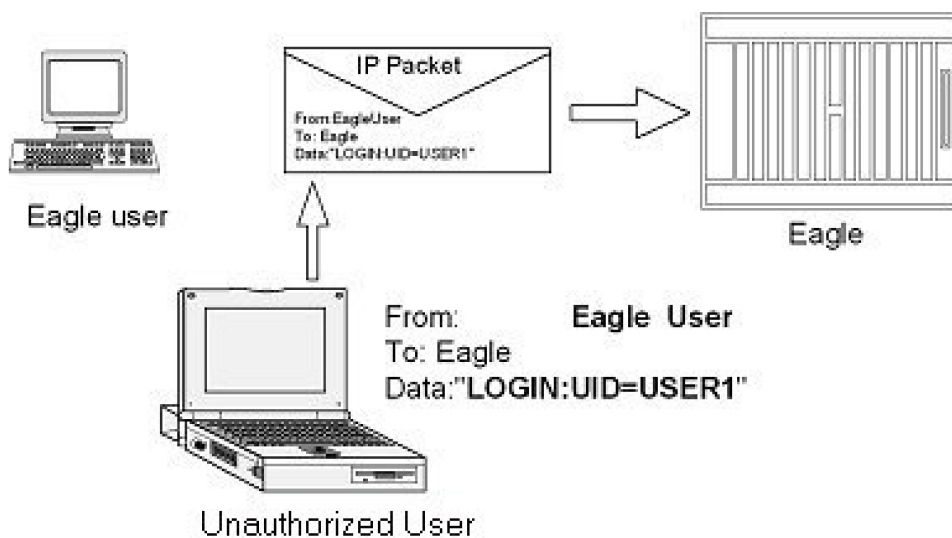 IP Packet
From:EagleUser
To: Eagle
Data:"LOGIN:UID=USER1"
Eagle user
Eagle
From: Eagle User
To: Eagle
Data:"LOGIN:UID=USER1"
Unauthorized User